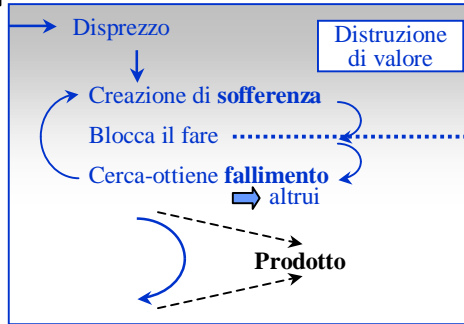 Disprezzo
Distruzione
di valore
Creazione di sofferenza
Blocca il fare
Cerca-ottiene fallimento
altrui
Prodotto